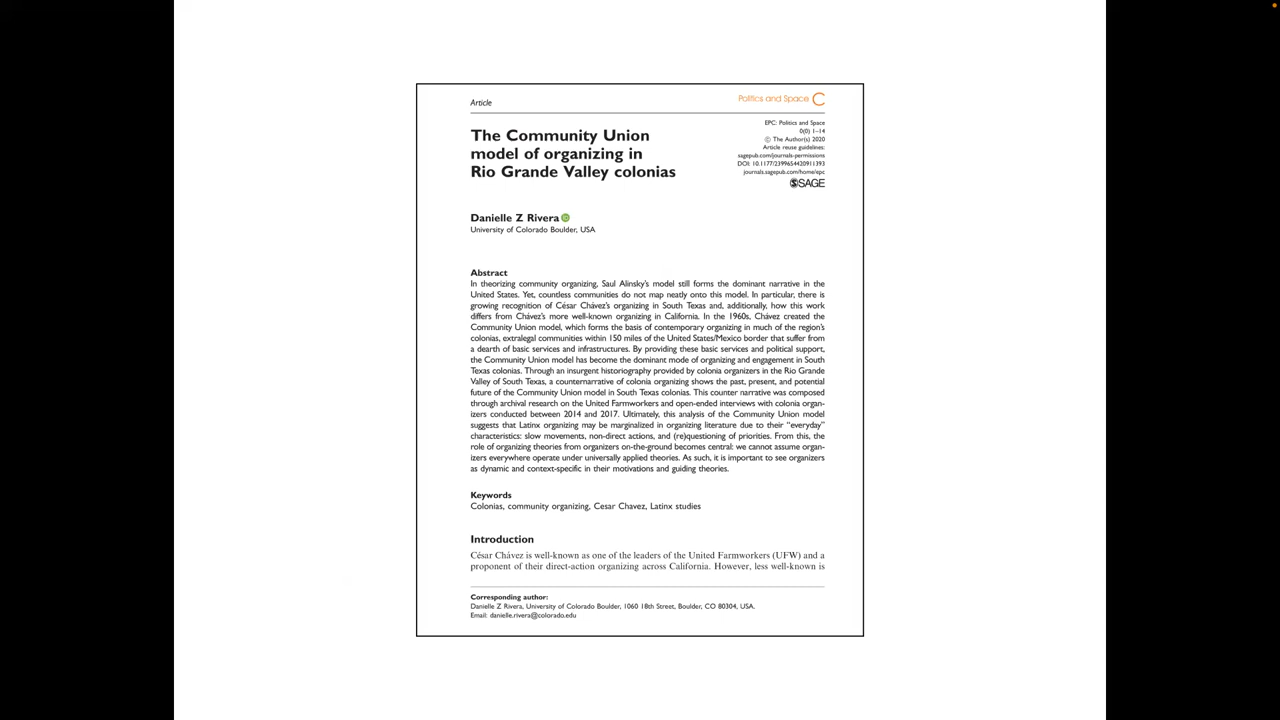 Article
Politics and Space C
EPC: Politics and Space
0(0) 1–14
© The Author(s) 2020
Article reuse guidelines:
sagepub.com/journals-permissions
DOI: 10.1177/2399654420911393
journals.sagepub.com/home/epc
SAGE
The Community Union
model of organizing in
Rio Grande Valley colonias
Danielle Z Rivera iD
University of Colorado Boulder, USA
Abstract
In theorizing community organizing, Saul Alinsky's model still forms the dominant narrative in the
United States. Yet, countless communities do not map neatly onto this model. In particular, there is
growing recognition of César Chávez's organizing in South Texas and, additionally, how this work
differs from Chávez's more well-known organizing in California. In the 1960s, Chávez created the
Community Union model, which forms the basis of contemporary organizing in much of the region's
colonias, extralegal communities within 150 miles of the United States/Mexico border that suffer from
a dearth of basic services and infrastructures. By providing these basic services and political support,
the Community Union model has become the dominant mode of organizing and engagement in South
Texas colonias. Through an insurgent historiography provided by colonia organizers in the Rio Grande
Valley of South Texas, a counternarrative of colonia organizing shows the past, present, and potential
future of the Community Union model in South Texas colonias. This counter narrative was composed
through archival research on the United Farmworkers and open-ended interviews with colonia organ-
izers conducted between 2014 and 2017. Ultimately, this analysis of the Community Union model
suggests that Latinx organizing may be marginalized in organizing literature due to their “everyday”
characteristics: slow movements, non-direct actions, and (re)questioning of priorities. From this, the
role of organizing theories from organizers on-the-ground becomes central: we cannot assume organ-
izers everywhere operate under universally applied theories. As such, it is important to see organizers
as dynamic and context-specific in their motivations and guiding theories.
Keywords
Colonias, community organizing, Cesar Chavez, Latinx studies
Introduction
César Chávez is well-known as one of the leaders of the United Farmworkers (UFW) and a
proponent of their direct-action organizing across California. However, less well-known is
Corresponding author:
Danielle Z Rivera, University of Colorado Boulder, 1060 18th Street, Boulder, CO 80304, USA.
Email: danielle.rivera@colorado.edu